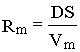 Rₘ = DS/Vₘ